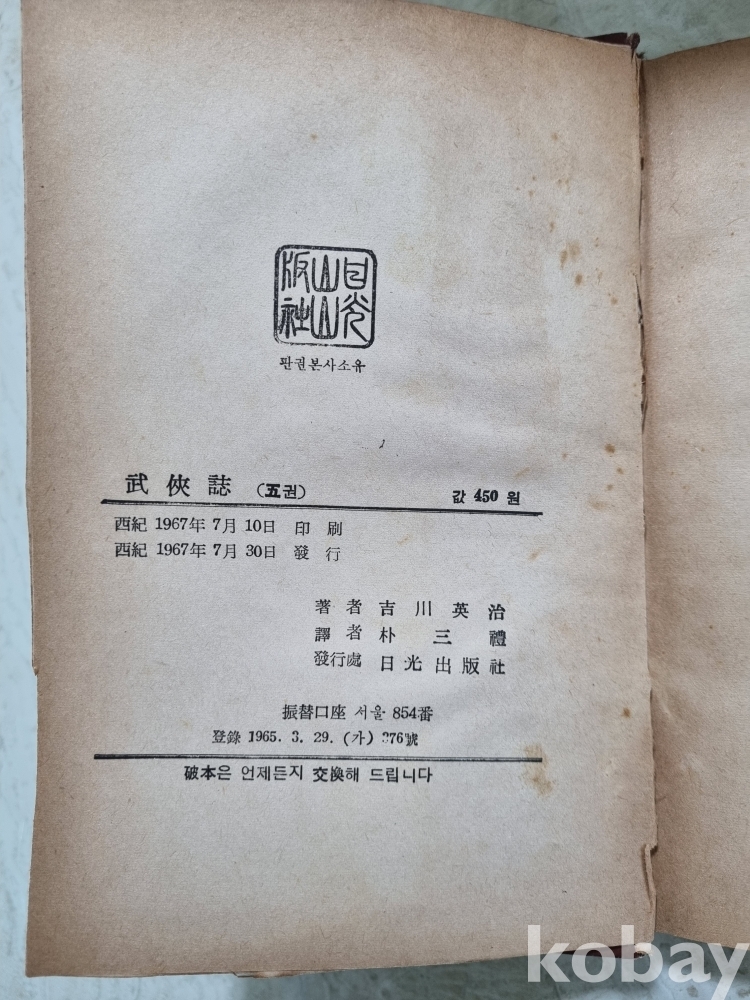 日光
出版
社
판권본사소유
武俠誌 (五권) 값 450 원
西紀 1967年 7月 10日 印刷
西紀 1967年 7月 30日 發行
著者 吉川英治
譯者 朴三禮
發行處 日光出版社
振替口座 서울 854番
登錄 1965. 3. 29. (가) 376號
破本은 언제든지 交換해 드립니다
kobay